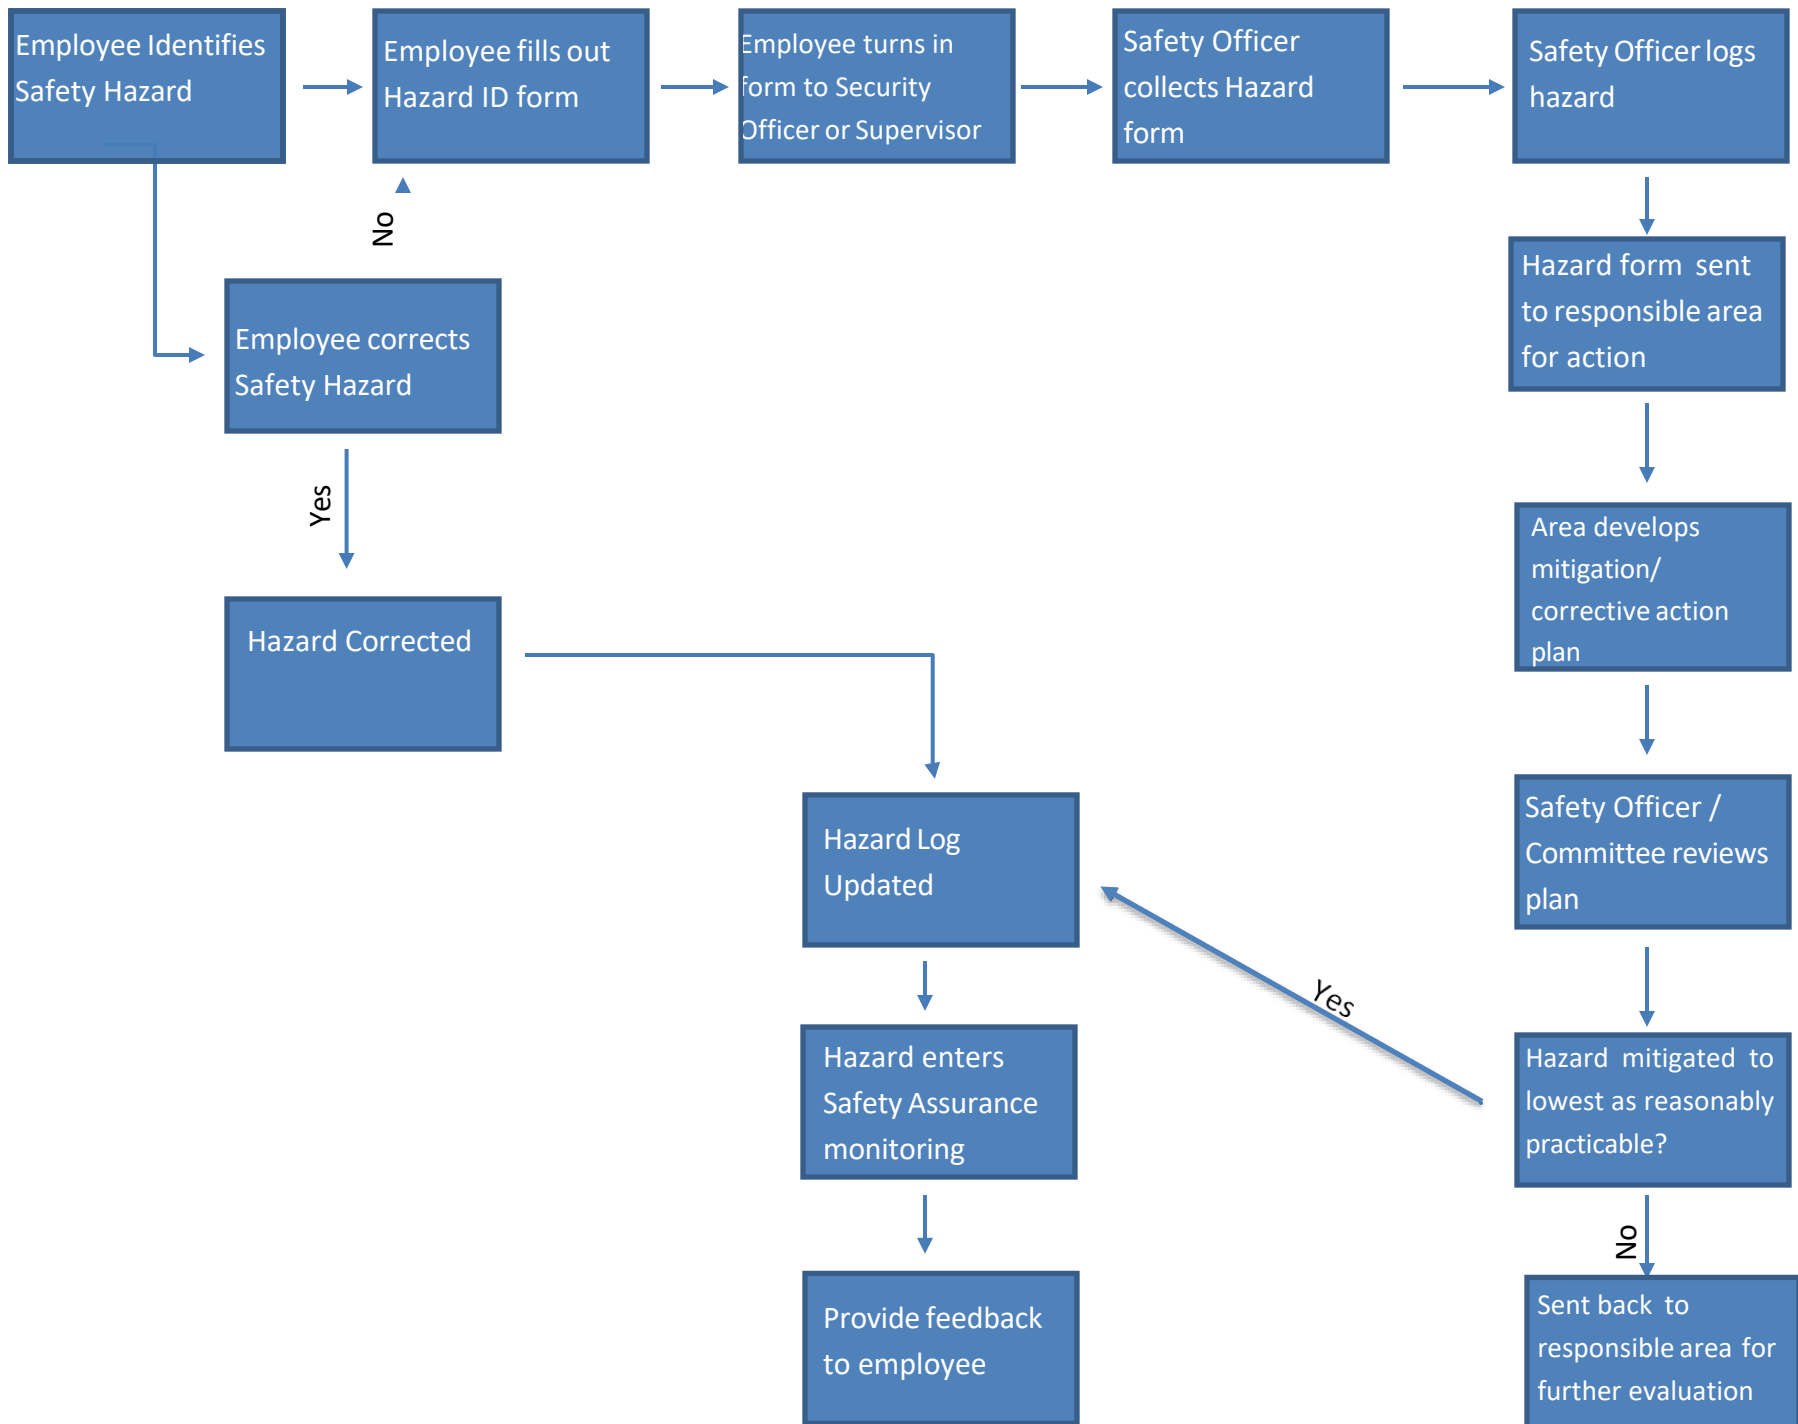 Employee Identifies
Safety Hazard
Employee fills out
Hazard ID form
Employee turns in
form to Security
Officer or Supervisor
Safety Officer
collects Hazard
form
Safety Officer logs
hazard
No
Employee corrects
Safety Hazard
Hazard form sent
to responsible area
for action
Yes
Hazard Corrected
Area develops
mitigation/
corrective action
plan
Hazard Log
Updated
Safety Officer /
Committee reviews
plan
Yes
Hazard enters
Safety Assurance
monitoring
Hazard mitigated to
lowest as reasonably
practicable?
No
Provide feedback
to employee
Sent back to
responsible area for
further evaluation